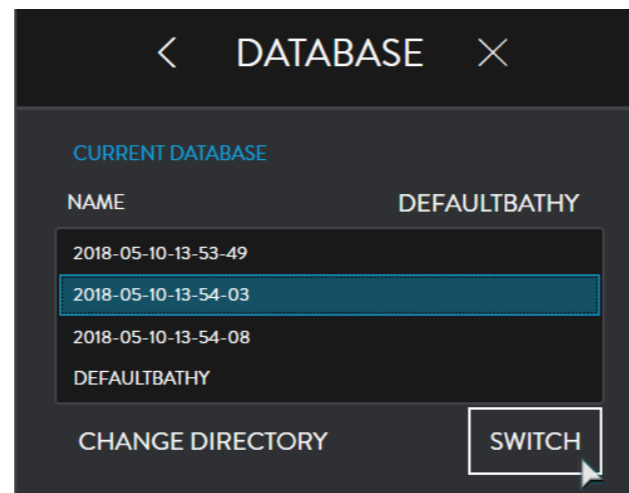 DATABASE
CURRENT DATABASE
NAME DEFAULTBATHY
2018-05-10-13-53-49
2018-05-10-13-54-03
2018-05-10-13-54-08
DEFAULTBATHY
CHANGE DIRECTORY SWITCH